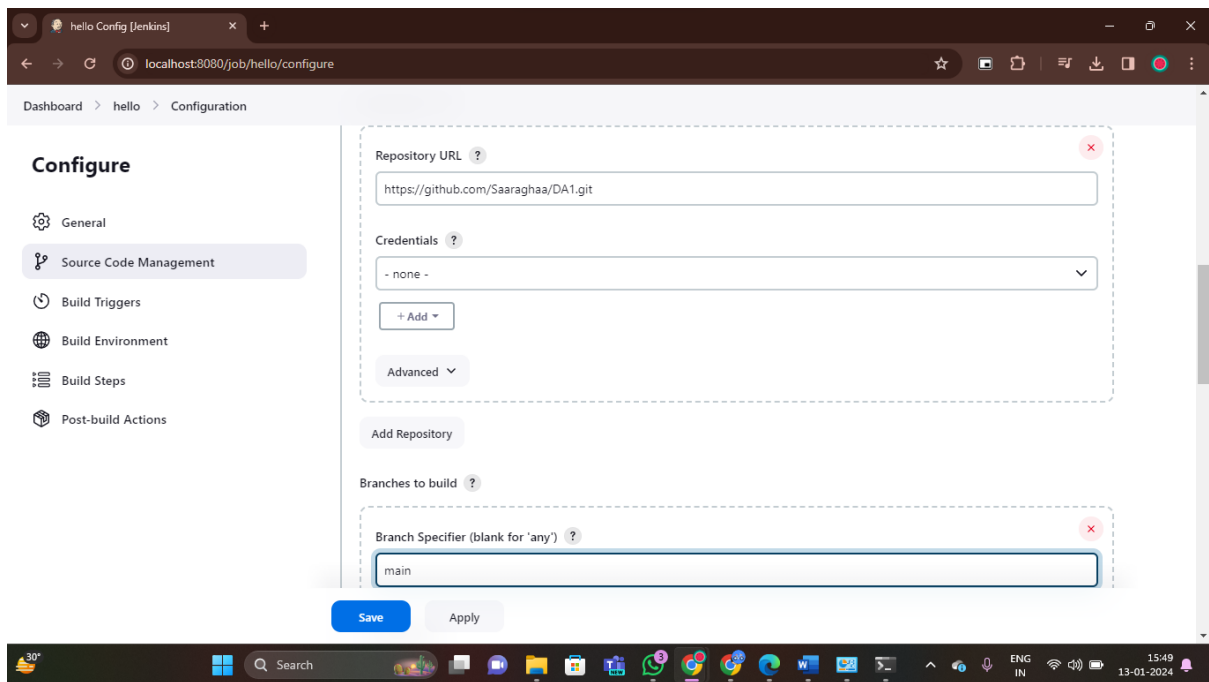 hello Config [Jenkins]
localhost:8080/job/hello/configure
Dashboard > hello > Configuration
Configure
General
Source Code Management
Build Triggers
Build Environment
Build Steps
Post-build Actions
Repository URL ?
https://github.com/Saaraghaa/DA1.git
Credentials ?
- none -
+ Add
Advanced
Add Repository
Branches to build ?
Branch Specifier (blank for 'any') ?
main
Save Apply
30°
Search
3
ENG
IN
15:49
13-01-2024